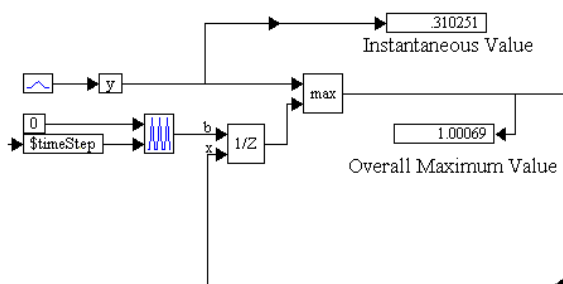 .310251
Instantaneous Value
y
max
0
$timeStep
b
x
1/Z
1.00069
Overall Maximum Value